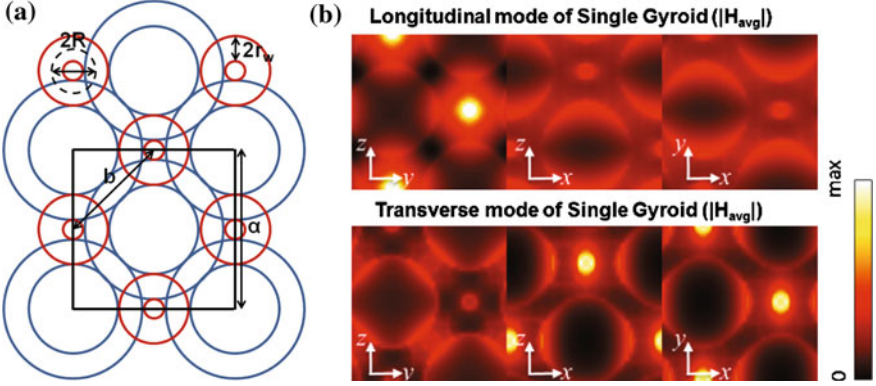 (a)
2R
2r_w
b
α
(b)
Longitudinal mode of Single Gyroid (|H_avg|)
z
y
z
x
y
x
Transverse mode of Single Gyroid (|H_avg|)
z
y
z
x
y
x
max
0